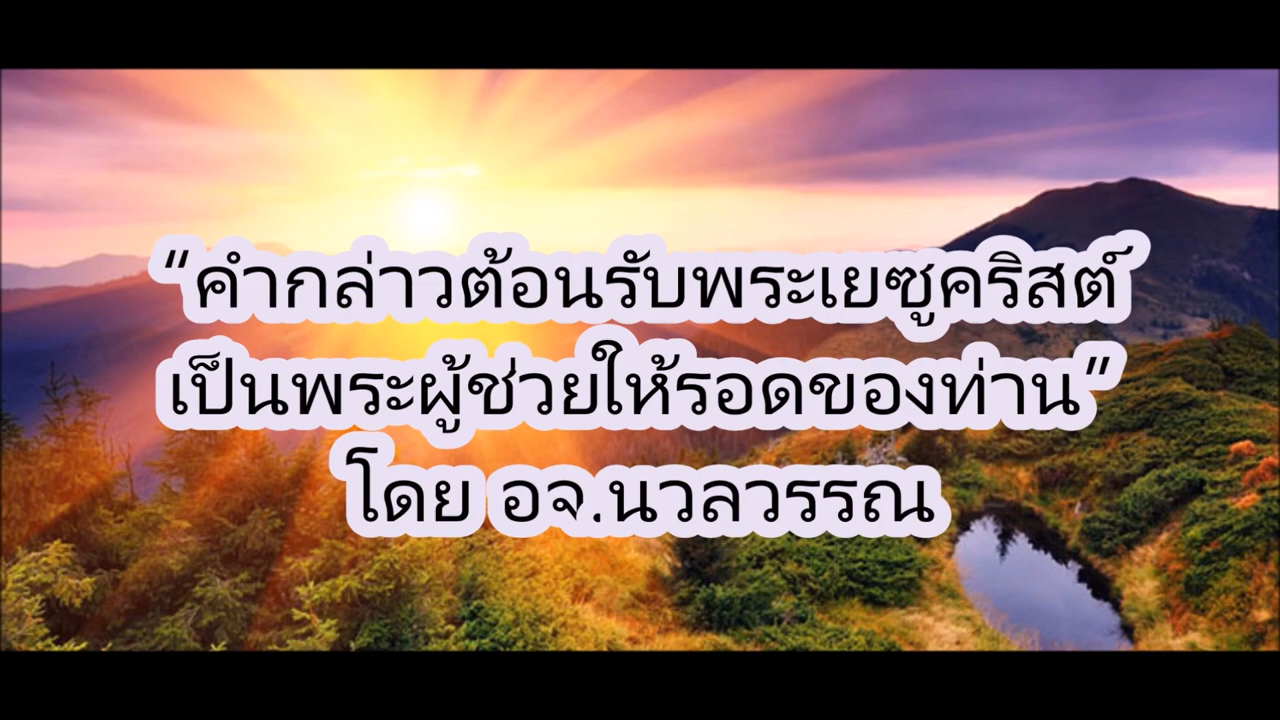 “คำกล่าวต้อนรับพระเยซูคริสต์
เป็นพระผู้ช่วยให้รอดของท่าน”
โดย อจ.นวลวรรณ